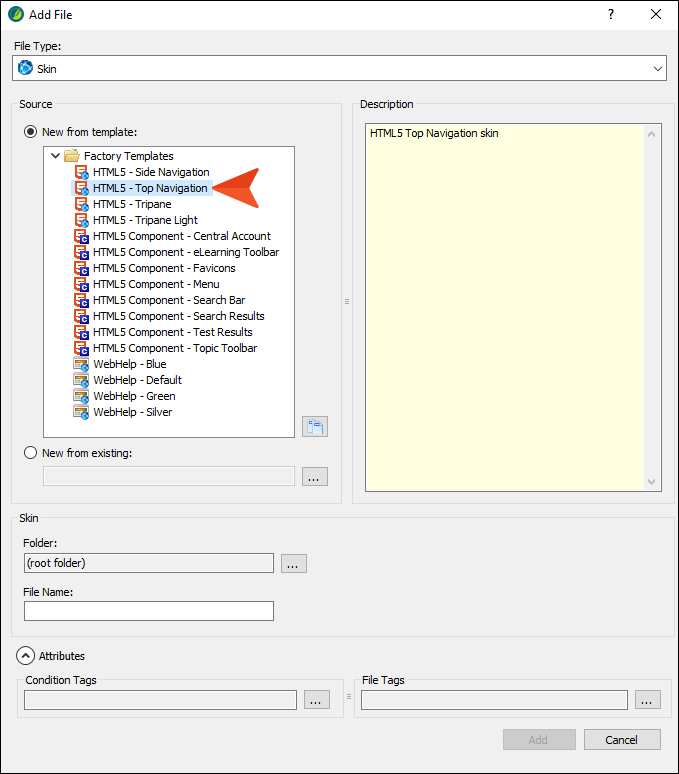 Add File
?
File Type:
Skin
Source
New from template:
Factory Templates
HTML5 - Side Navigation
HTML5 - Top Navigation
HTML5 - Tripane
HTML5 - Tripane Light
HTML5 Component - Central Account
HTML5 Component - eLearning Toolbar
HTML5 Component - Favicons
HTML5 Component - Menu
HTML5 Component - Search Bar
HTML5 Component - Search Results
HTML5 Component - Test Results
HTML5 Component - Topic Toolbar
WebHelp - Blue
WebHelp - Default
WebHelp - Green
WebHelp - Silver
New from existing:
...
Description
HTML5 Top Navigation skin
Skin
Folder:
(root folder)
...
File Name:
Attributes
Condition Tags
...
File Tags
...
Add
Cancel